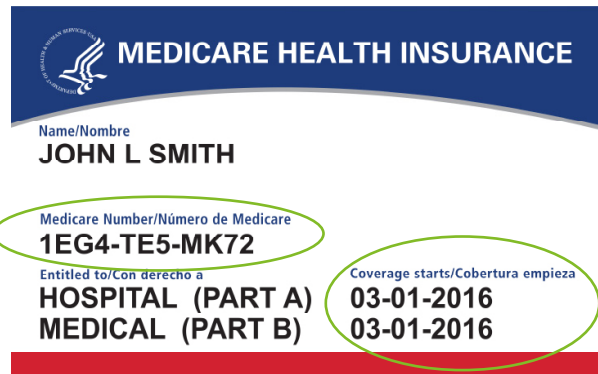 MEDICARE HEALTH INSURANCE
Name/Nombre
JOHN L SMITH
Medicare Number/Número de Medicare
1EG4-TE5-MK72
Entitled to/Con derecho a
HOSPITAL (PART A)
MEDICAL (PART B)
Coverage starts/Cobertura empieza
03-01-2016
03-01-2016